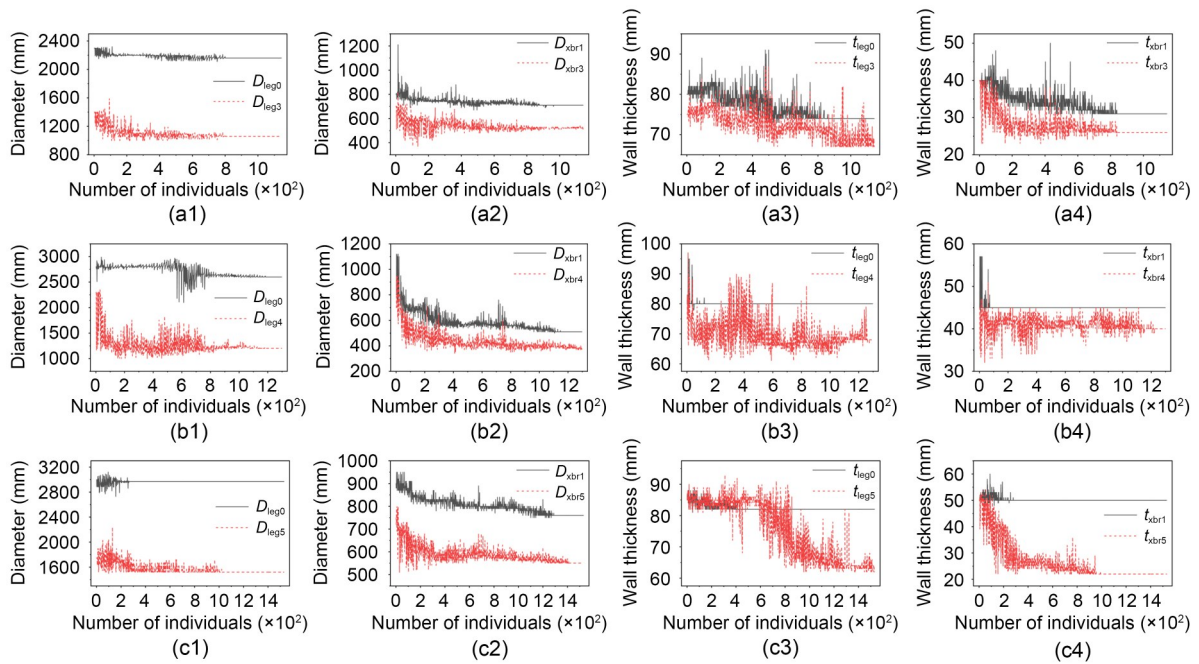 Diameter (mm)
2400
2000
1600
1200
800
D_leg0
D_leg3
0 2 4 6 8 10
Number of individuals (×10²)
(a1)
Diameter (mm)
1200
1000
800
600
400
D_xbr1
D_xbr3
0 2 4 6 8 10
Number of individuals (×10²)
(a2)
Wall thickness (mm)
90
80
70
t_leg0
t_leg3
0 2 4 6 8 10
Number of individuals (×10²)
(a3)
Wall thickness (mm)
50
40
30
20
t_xbr1
t_xbr3
0 2 4 6 8 10
Number of individuals (×10²)
(a4)
Diameter (mm)
3000
2500
2000
1500
1000
D_leg0
D_leg4
0 2 4 6 8 10 12
Number of individuals (×10²)
(b1)
Diameter (mm)
1200
1000
800
600
400
200
D_xbr1
D_xbr4
0 2 4 6 8 10 12
Number of individuals (×10²)
(b2)
Wall thickness (mm)
100
90
80
70
60
t_leg0
t_leg4
0 2 4 6 8 10 12
Number of individuals (×10²)
(b3)
Wall thickness (mm)
60
50
40
30
t_xbr1
t_xbr4
0 2 4 6 8 10 12
Number of individuals (×10²)
(b4)
Diameter (mm)
3200
2800
2400
2000
1600
D_leg0
D_leg5
0 2 4 6 8 10 12 14
Number of individuals (×10²)
(c1)
Diameter (mm)
1000
900
800
700
600
500
D_xbr1
D_xbr5
0 2 4 6 8 10 12 14
Number of individuals (×10²)
(c2)
Wall thickness (mm)
90
80
70
60
t_leg0
t_leg5
0 2 4 6 8 10 12 14
Number of individuals (×10²)
(c3)
Wall thickness (mm)
60
50
40
30
20
t_xbr1
t_xbr5
0 2 4 6 8 10 12 14
Number of individuals (×10²)
(c4)